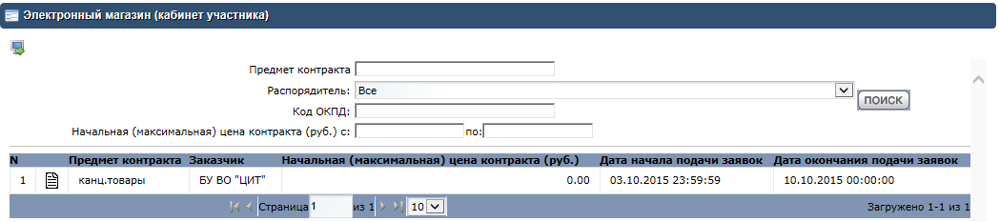 Электронный магазин (кабинет участника)
Предмет контракта
Распорядитель: Все
ПОИСК
Код ОКПД:
Начальная (максимальная) цена контракта (руб.) с: по:
N Предмет контракта Заказчик Начальная (максимальная) цена контракта (руб.) Дата начала подачи заявок Дата окончания подачи заявок
1 канц.товары БУ ВО "ЦИТ" 0.00 03.10.2015 23:59:59 10.10.2015 00:00:00
Страница 1 из 1 10 Загружено 1-1 из 1